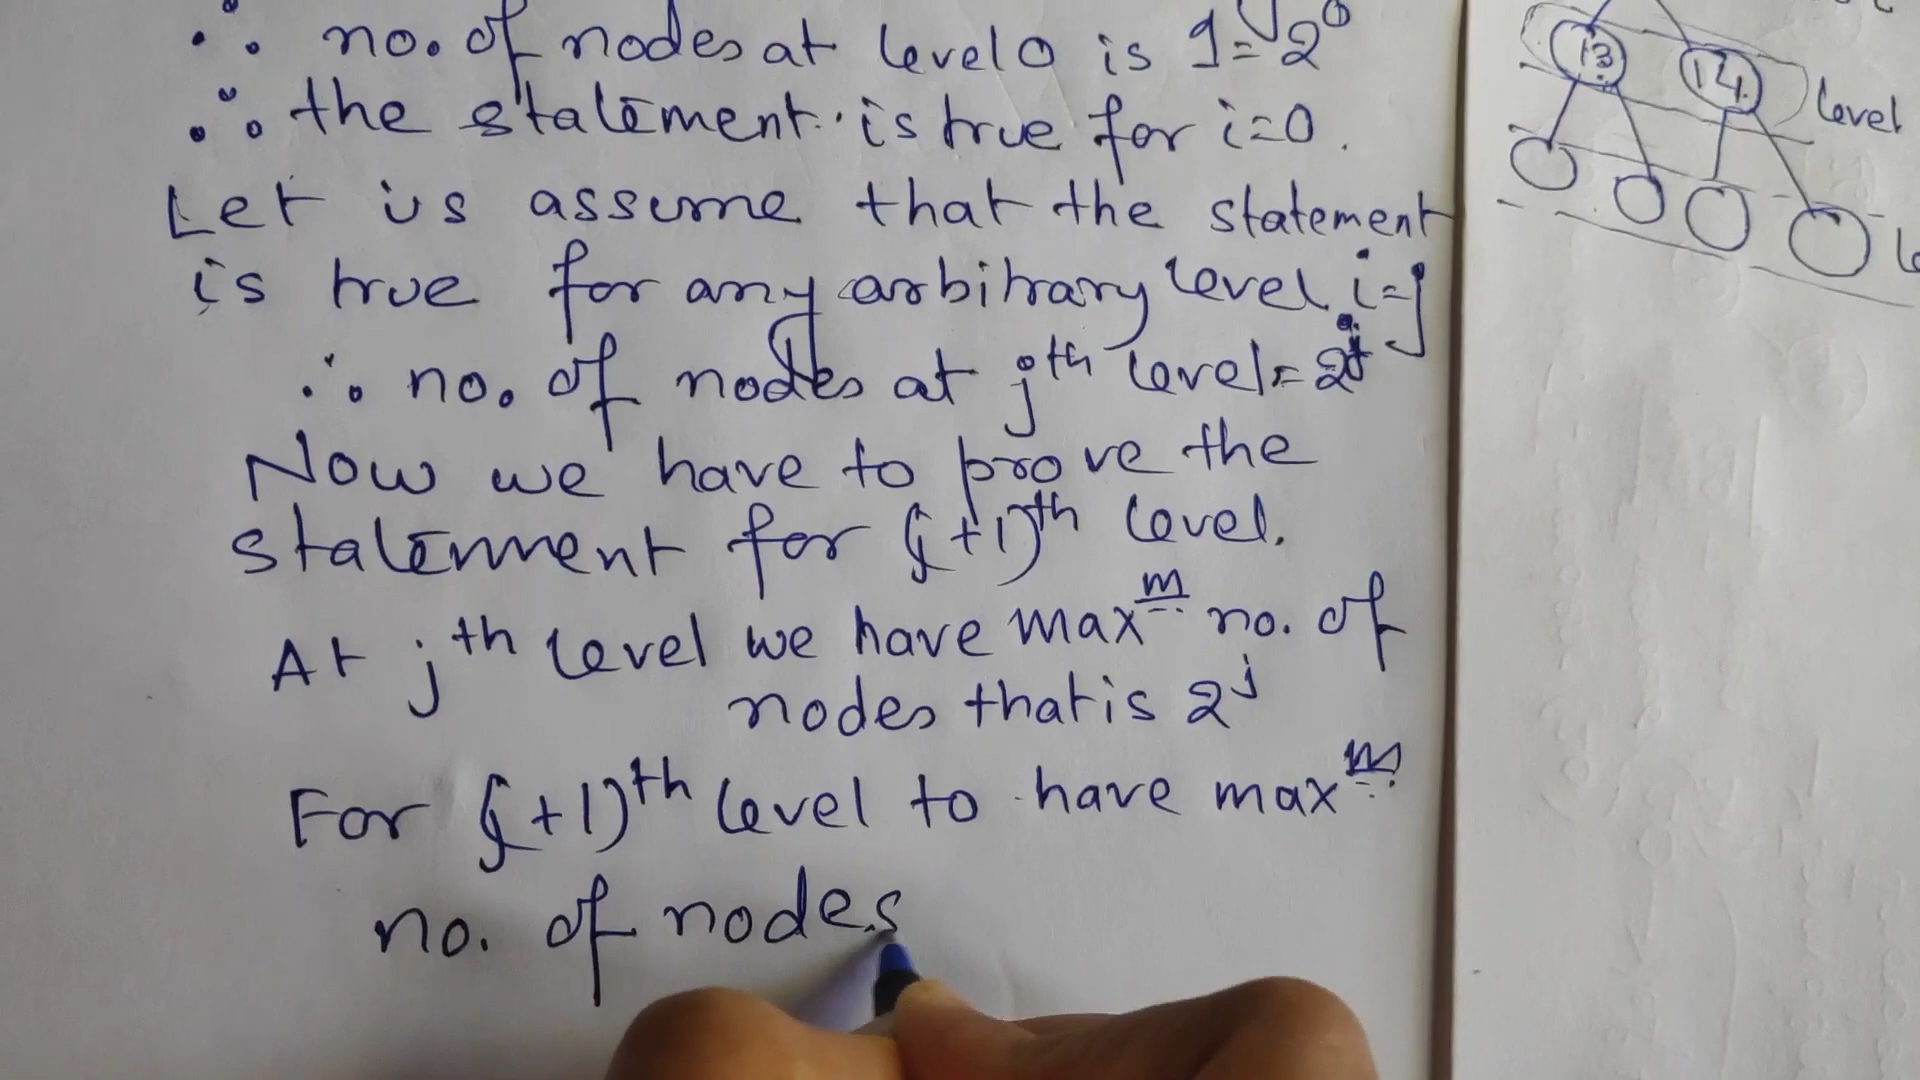 ∴ no. of nodes at level 0 is 1=2⁰
∴ the statement is true for i=0.
Let us assume that the statement
is true for any arbitrary level i=j
∴ no. of nodes at jᵗʰ level = 2ʲ
Now we have to prove the
statement for (j+1)ᵗʰ level.
At jᵗʰ level we have maxᵐ no. of
nodes that is 2ʲ
For (j+1)ᵗʰ level to have maxᵐ
no. of nodes
13
14
level